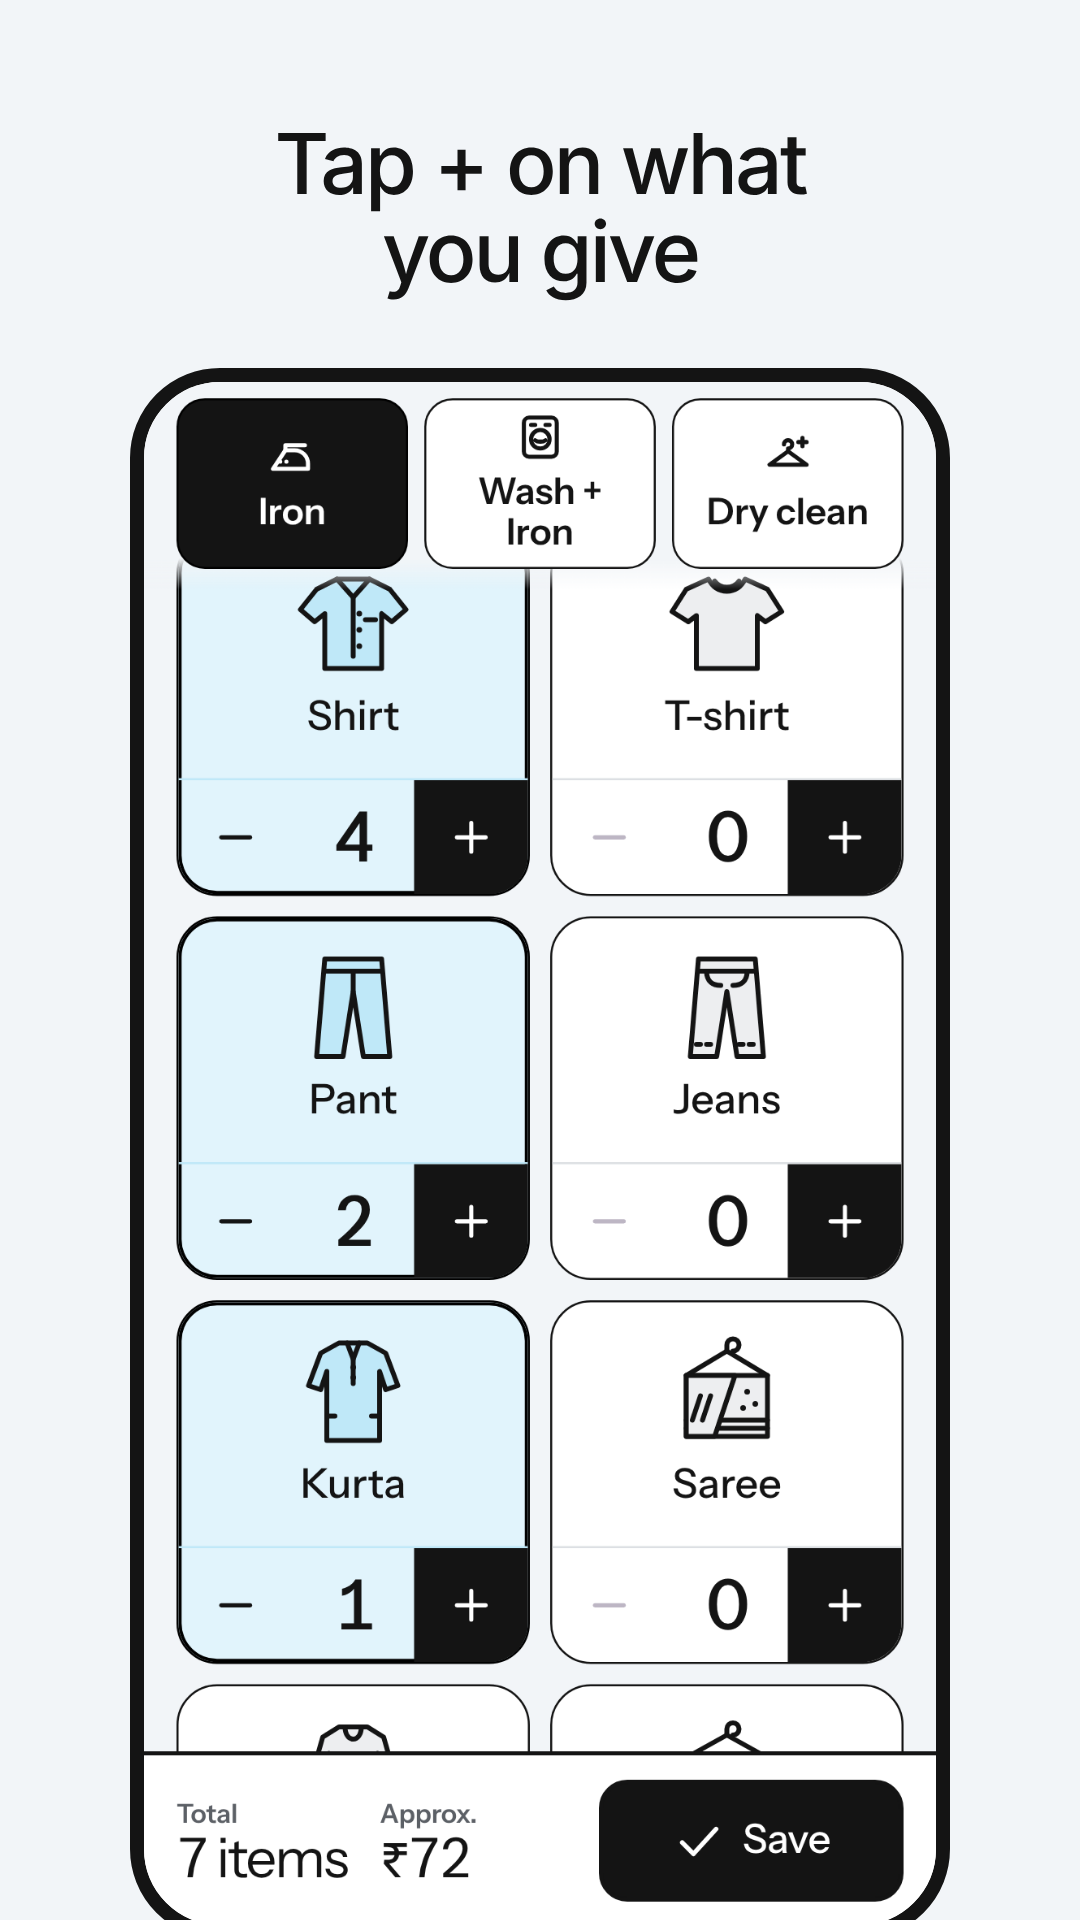 Tap + on what
you give
Iron
Wash +
Iron
Dry clean
Shirt
T-shirt
− 4 +
− 0 +
Pant
Jeans
− 2 +
− 0 +
Kurta
Saree
− 1 +
− 0 +
Total
Approx.
7 items
₹72
Save